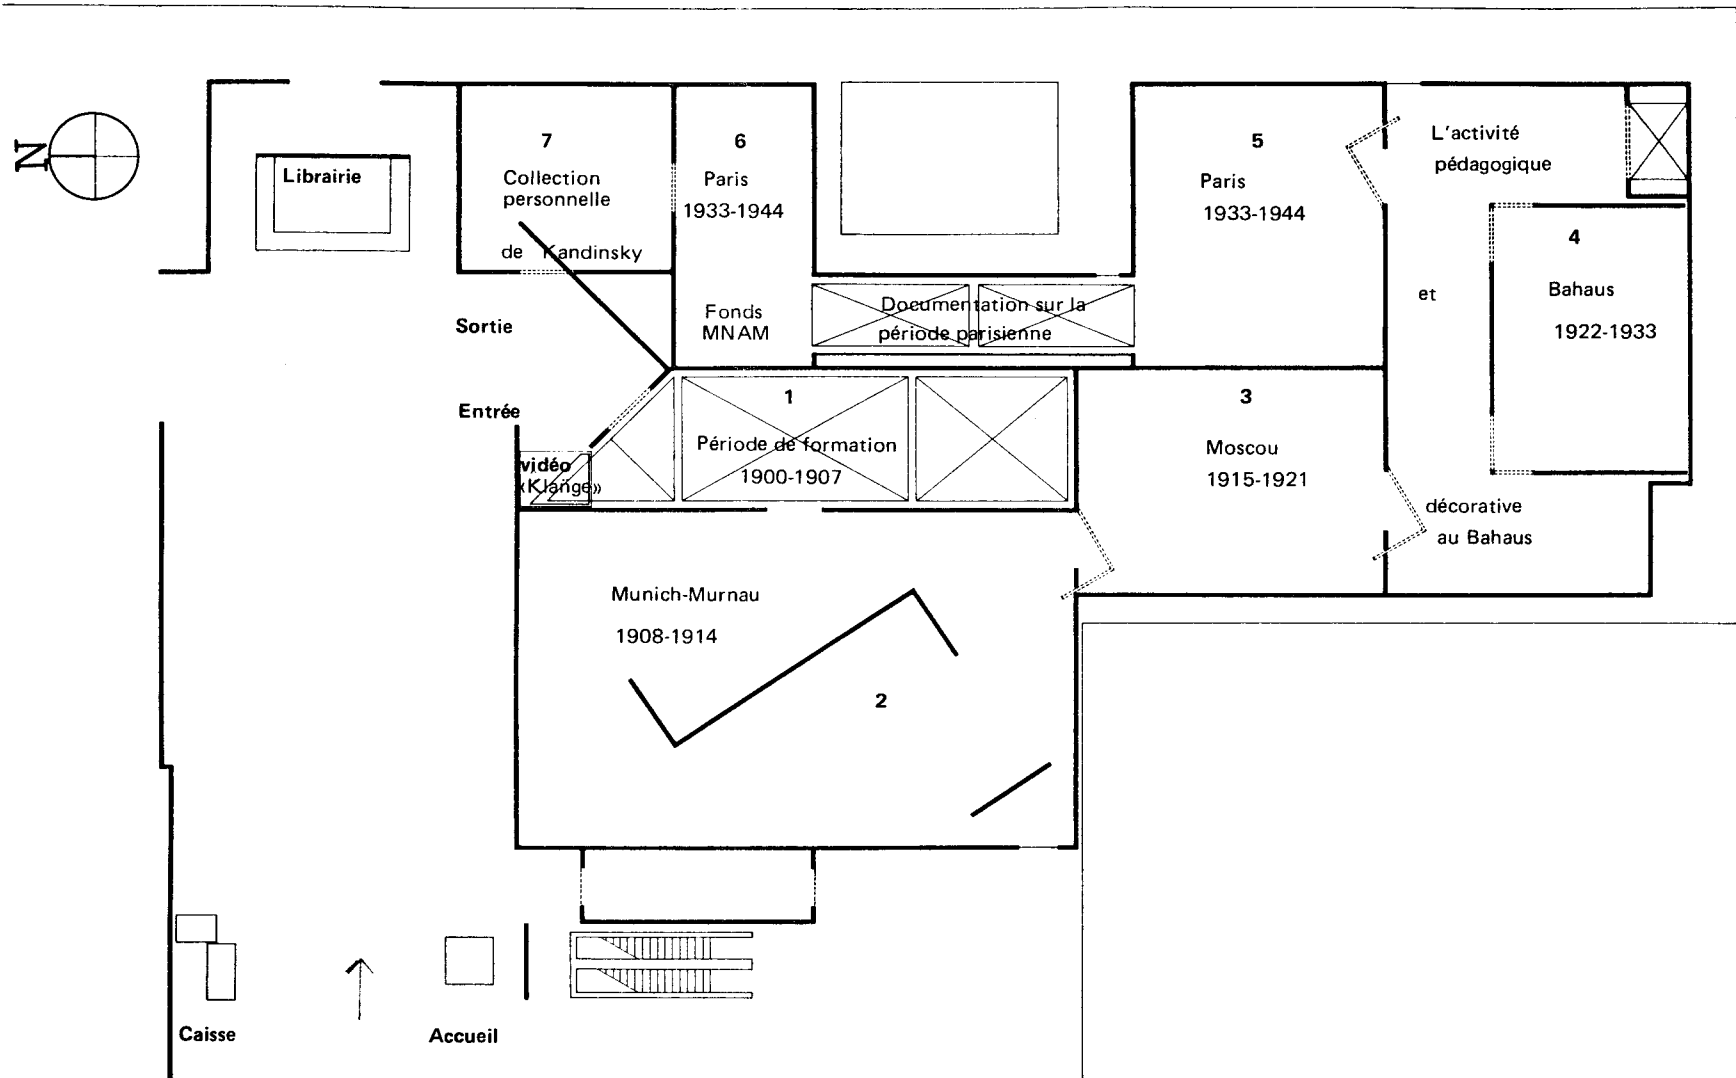 N
Librairie
7
Collection
personnelle
de Kandinsky
6
Paris
1933-1944
Fonds
MNAM
Documentation sur la
période parisienne
5
Paris
1933-1944
L'activité
pédagogique
et
décorative
au Bahaus
4
Bahaus
1922-1933
Sortie
Entrée
vidéo
«Klänge»
1
Période de formation
1900-1907
3
Moscou
1915-1921
Munich-Murnau
1908-1914
2
Caisse
Accueil